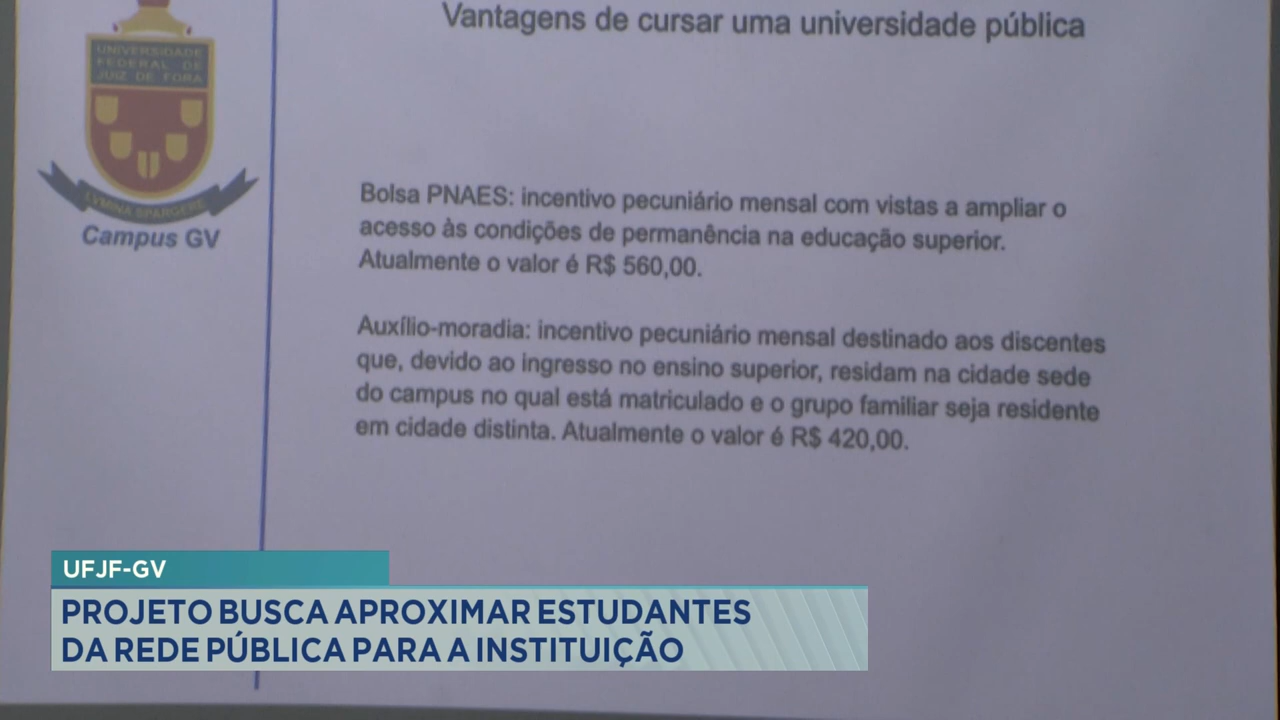 Vantagens de cursar uma universidade pública
UNIVERSIDADE
FEDERAL DE
JUIZ DE FORA
LVMINA SPARGERE
Campus GV
Bolsa PNAES: incentivo pecuniário mensal com vistas a ampliar o
acesso às condições de permanência na educação superior.
Atualmente o valor é R$ 560,00.
Auxílio-moradia: incentivo pecuniário mensal destinado aos discentes
que, devido ao ingresso no ensino superior, residam na cidade sede
do campus no qual está matriculado e o grupo familiar seja residente
em cidade distinta. Atualmente o valor é R$ 420,00.
UFJF-GV
PROJETO BUSCA APROXIMAR ESTUDANTES
DA REDE PÚBLICA PARA A INSTITUIÇÃO